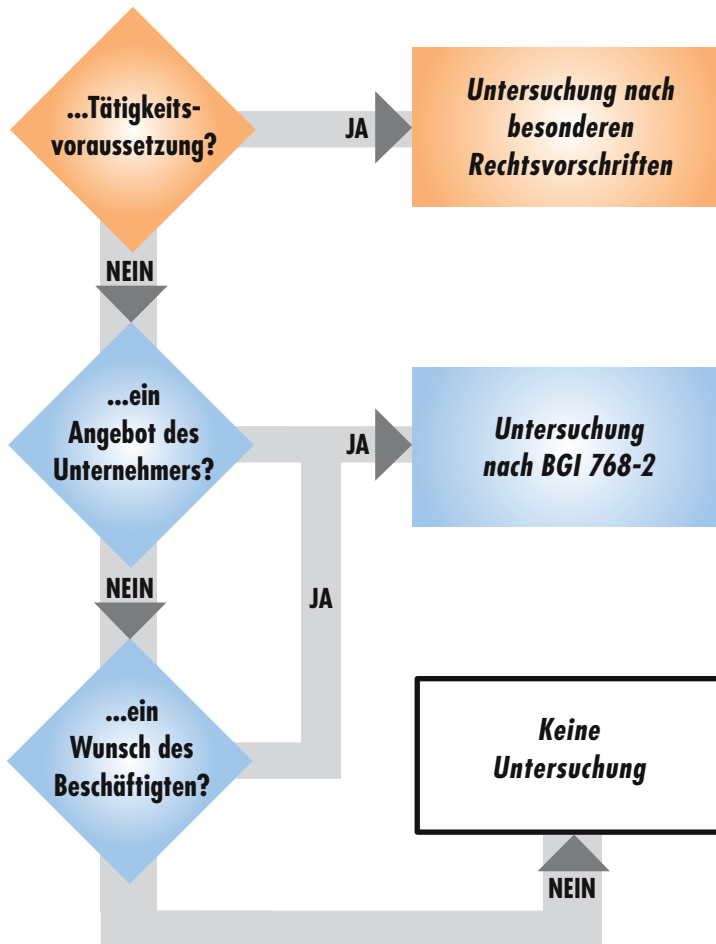 ...Tätigkeits-
voraussetzung?
JA
Untersuchung nach
besonderen
Rechtsvorschriften
NEIN
...ein
Angebot des
Unternehmers?
JA
Untersuchung
nach BGI 768-2
NEIN
JA
...ein
Wunsch des
Beschäftigten?
Keine
Untersuchung
NEIN